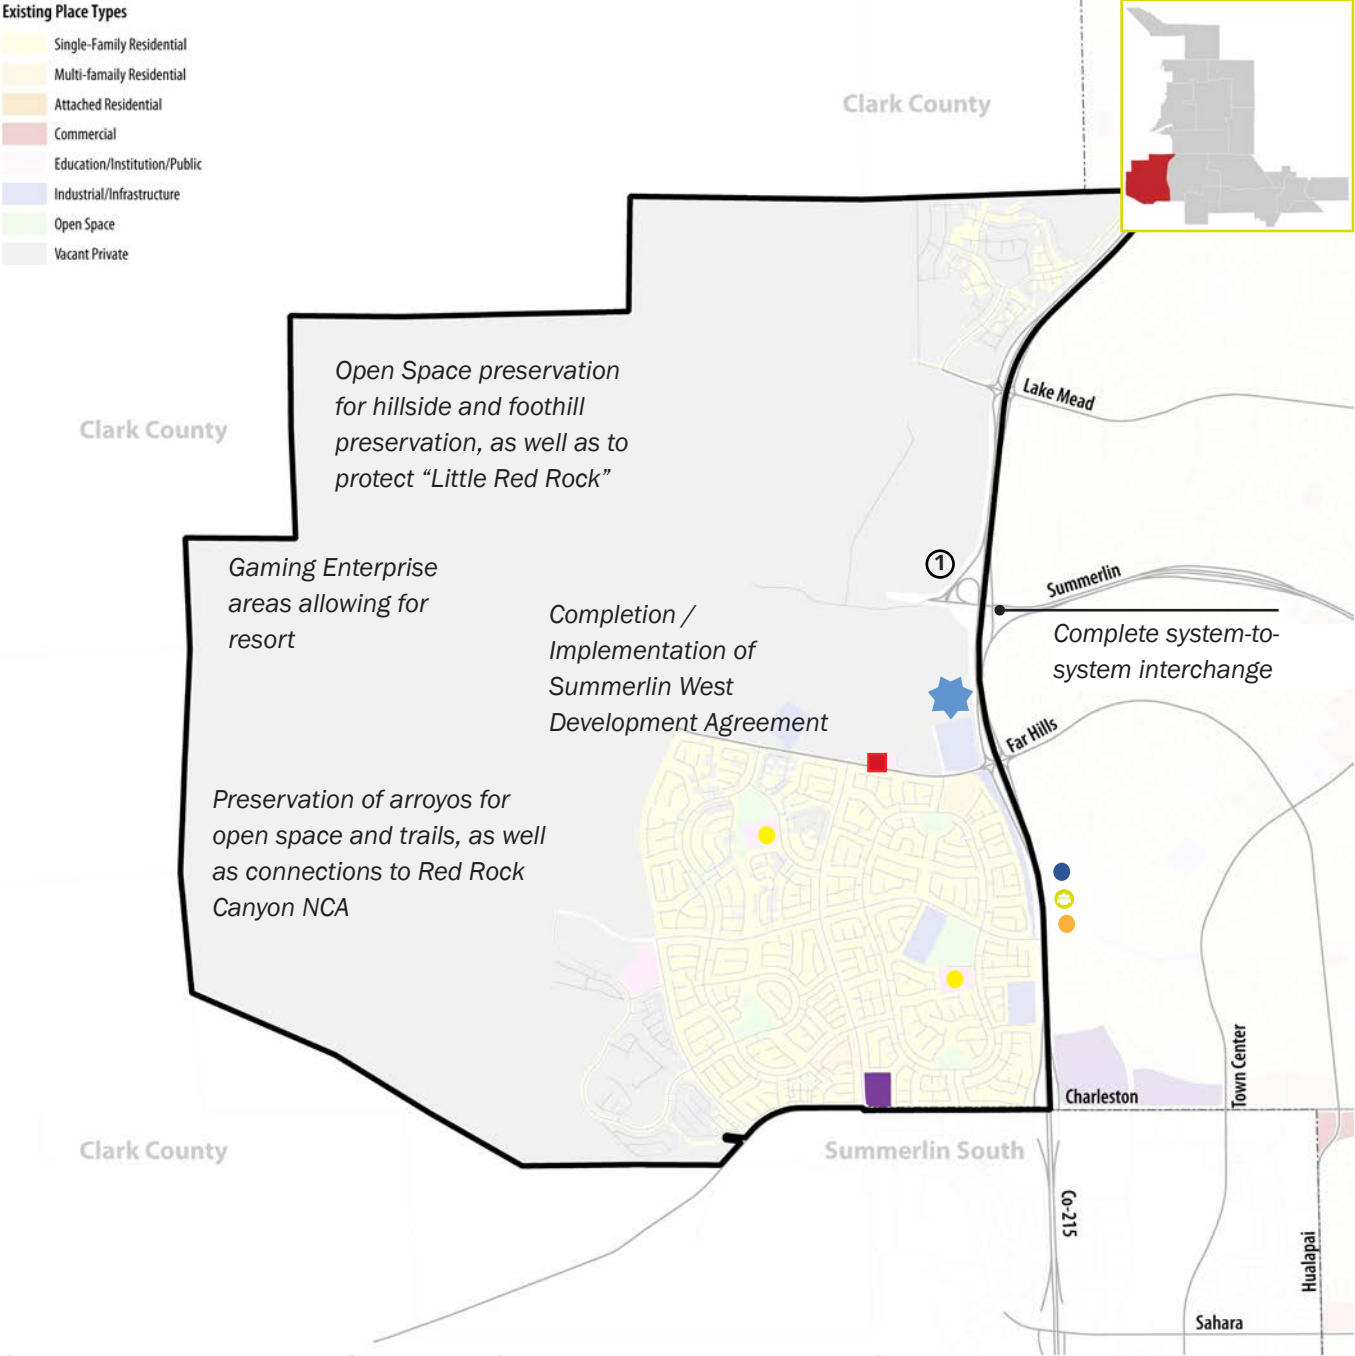 Existing Place Types
Single-Family Residential
Multi-famaily Residential
Attached Residential
Commercial
Education/Institution/Public
Industrial/Infrastructure
Open Space
Vacant Private
Clark County
Open Space preservation
for hillside and foothill
preservation, as well as to
protect “Little Red Rock”
Lake Mead
Clark County
Gaming Enterprise
areas allowing for
resort
1
Summerlin
Completion /
Implementation of
Summerlin West
Development Agreement
Complete system-to-
system interchange
Far Hills
Preservation of arroyos for
open space and trails, as well
as connections to Red Rock
Canyon NCA
Town Center
Charleston
Clark County
Summerlin South
Co-215
Hualapai
Sahara